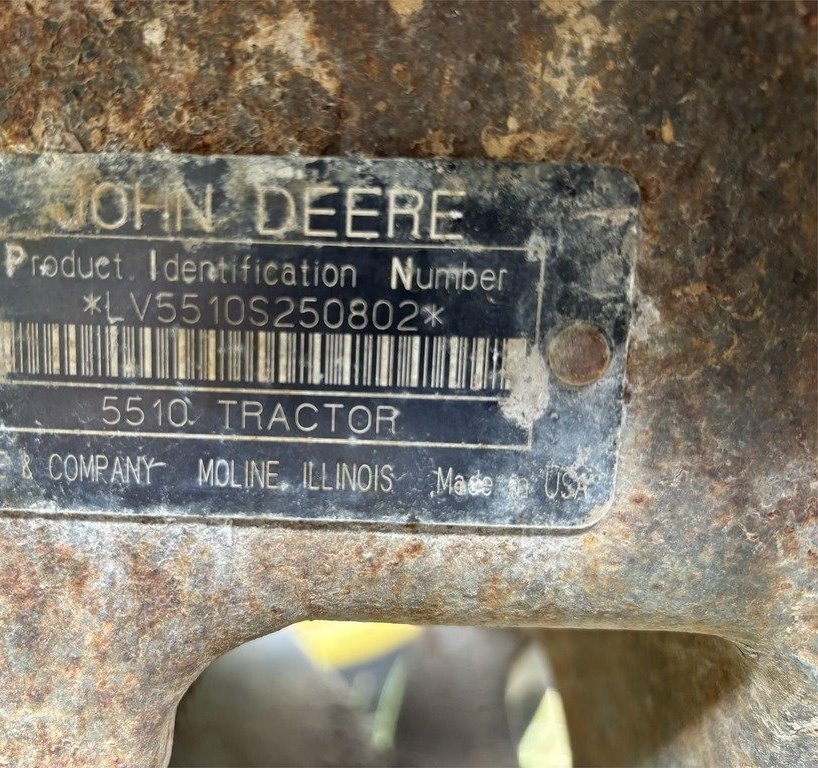 JOHN DEERE
Product Identification Number
*LV5510S250802*
5510 TRACTOR
& COMPANY MOLINE, ILLINOIS Made in USA